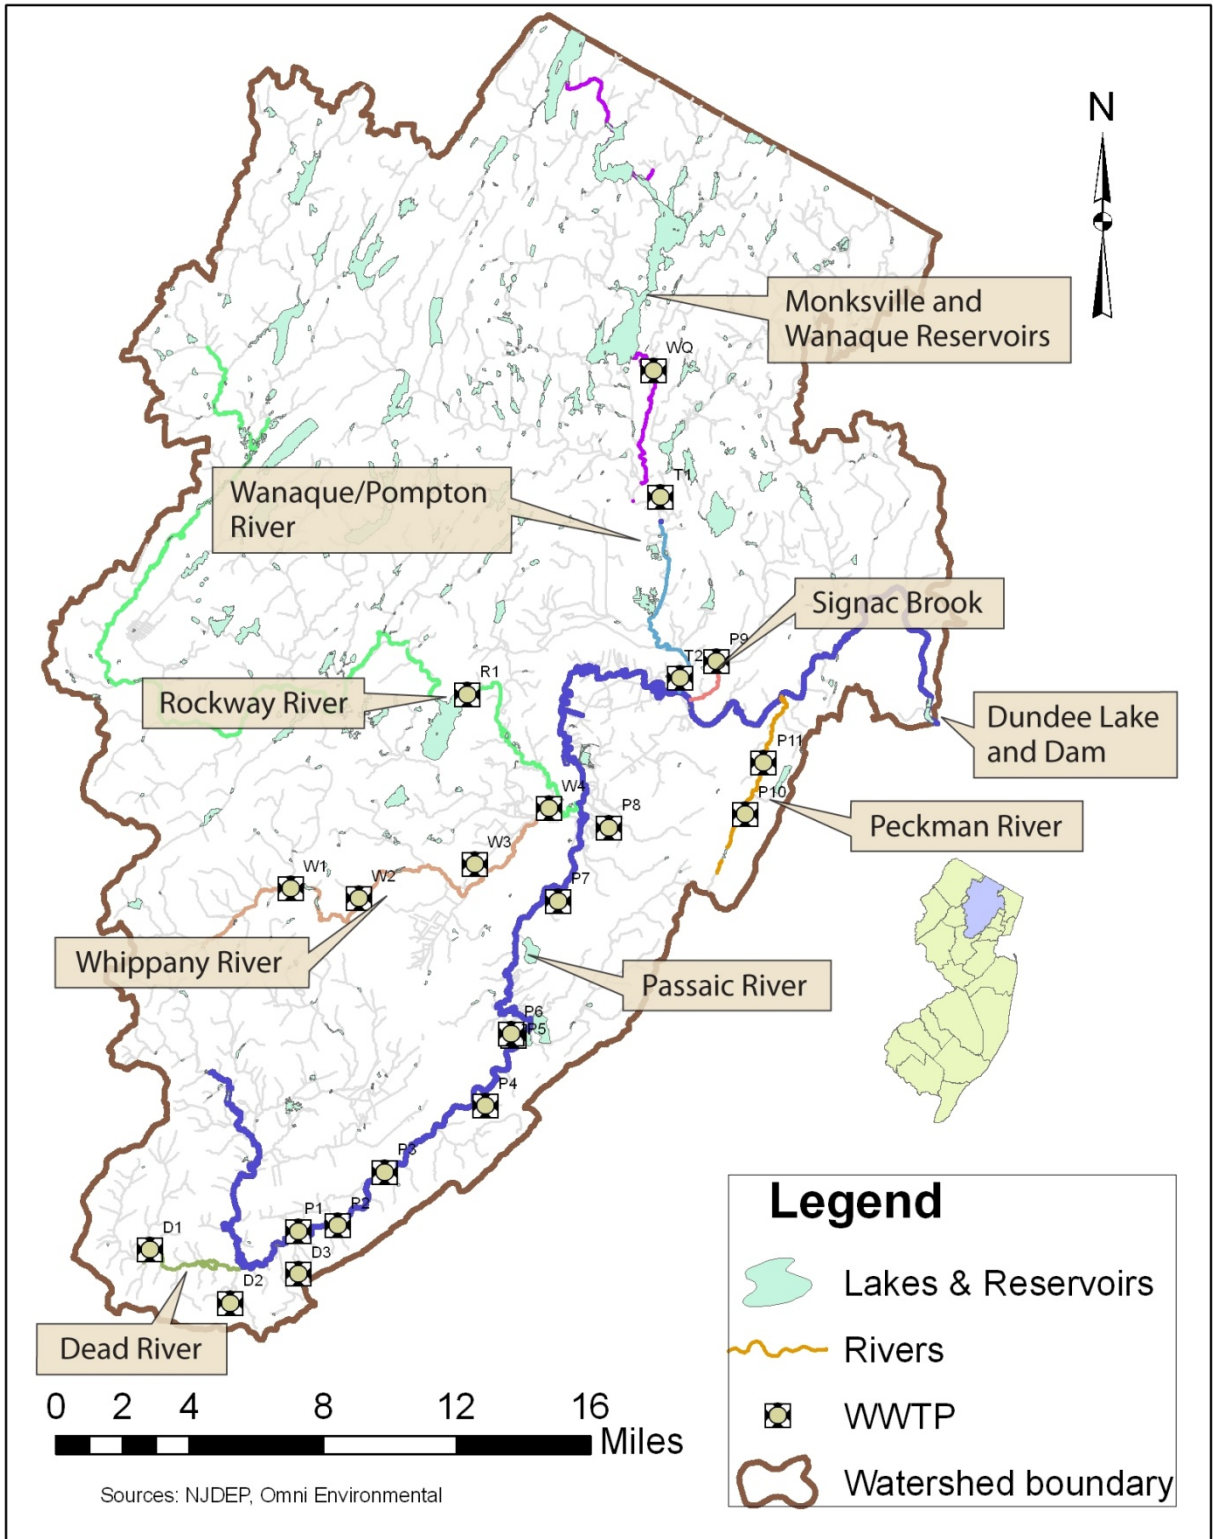 N
Monksville and
Wanaque Reservoirs
WQ
Wanaque/Pompton
River
T1
Signac Brook
P9
T2
R1
Rockway River
Dundee Lake
and Dam
P11
W4
P10
P8
Peckman River
W3
W1
W2
P7
Whippany River
Passaic River
P6
P5
P4
P3
P2
P1
D1
D3
D2
Dead River
Legend
Lakes & Reservoirs
Rivers
WWTP
Watershed boundary
0 2 4 8 12 16
Miles
Sources: NJDEP, Omni Environmental